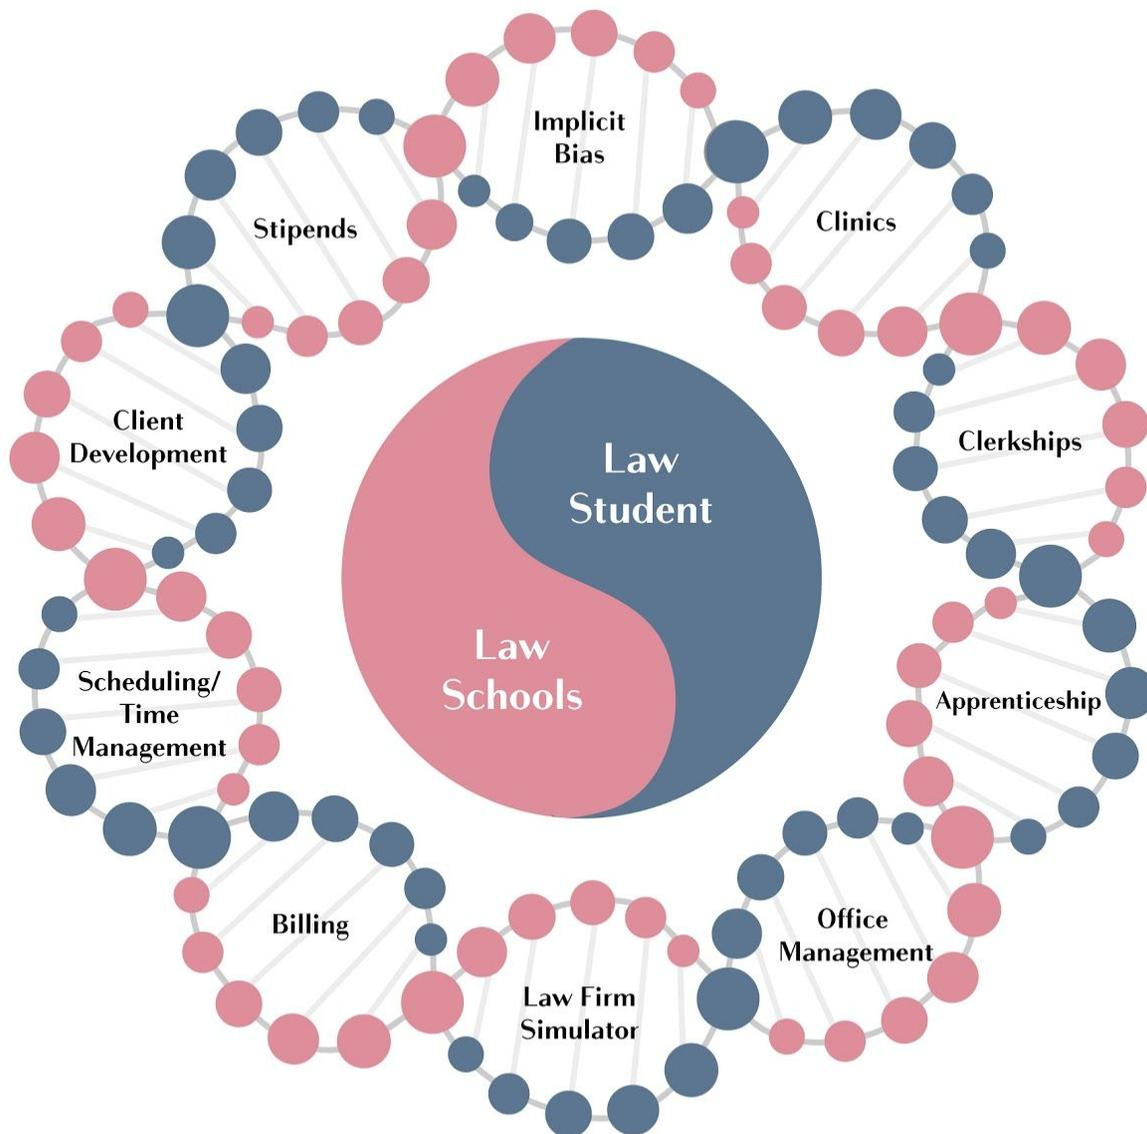 Implicit
Bias
Clinics
Clerkships
Apprenticeship
Office
Management
Law Firm
Simulator
Billing
Scheduling/
Time
Management
Client
Development
Stipends
Law
Student
Law
Schools